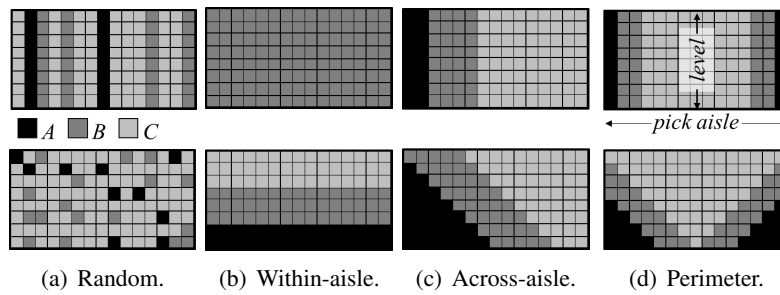 level
pick aisle
A B C
(a) Random. (b) Within-aisle. (c) Across-aisle. (d) Perimeter.